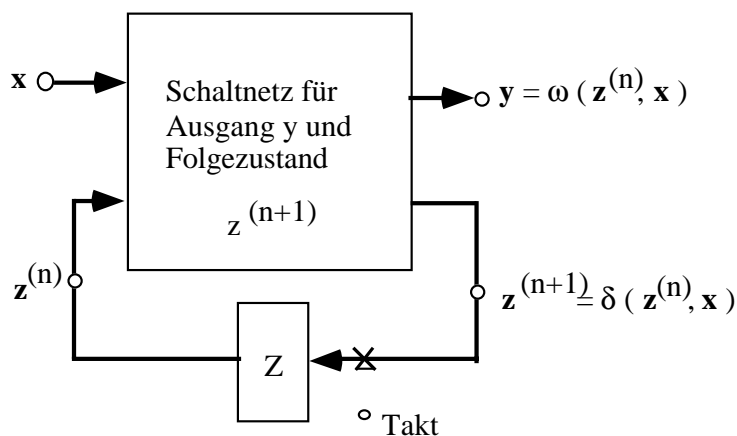 x
Schaltnetz für
Ausgang y und
Folgezustand
z (n+1)
y = ω ( z(n), x )
z(n)
z(n+1) = δ ( z(n), x )
Z
Takt